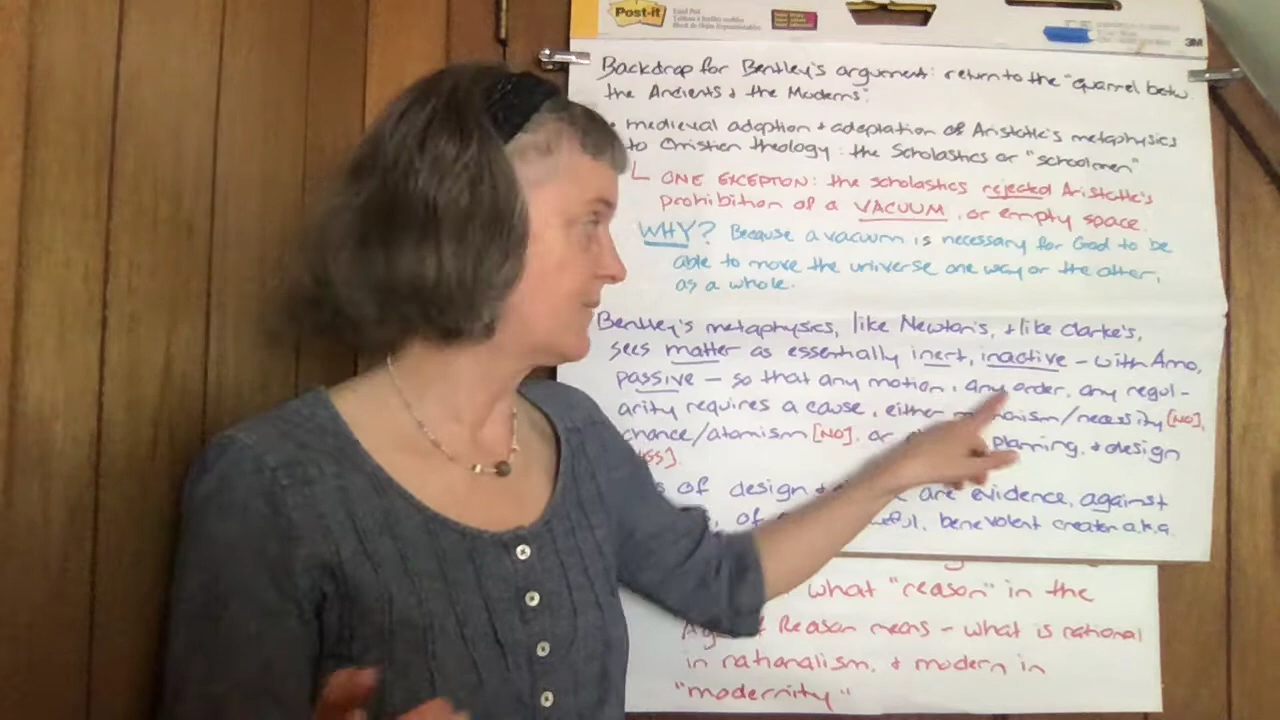 Post-it
3M
Backdrop for Bentley's argument: return to the "quarrel betw.
the Ancients + the Moderns".
• medieval adoption + adaptation of Aristotle's metaphysics
to Christian theology: the Scholastics or "schoolmen"
ONE EXCEPTON: the scholastics rejected Aristotle's
prohibition of a VACUUM, or empty space.
WHY? Because a vacuum is necessary for God to be
able to move the universe one way or the other,
as a whole.
Bentley's metaphysics, like Newton's, + like Clarke's,
sees matter as essentially inert, inactive – with Amo,
passive – so that any motion, any order, any regul-
arity requires a cause, either /necessity [NO],
chance/atomism [NO], or planning, + design
of design + are evidence, against
of benevolent creator a.k.a
what "reason" in the
Reason means – what is rational
in rationalism, + modern in
"modernity"